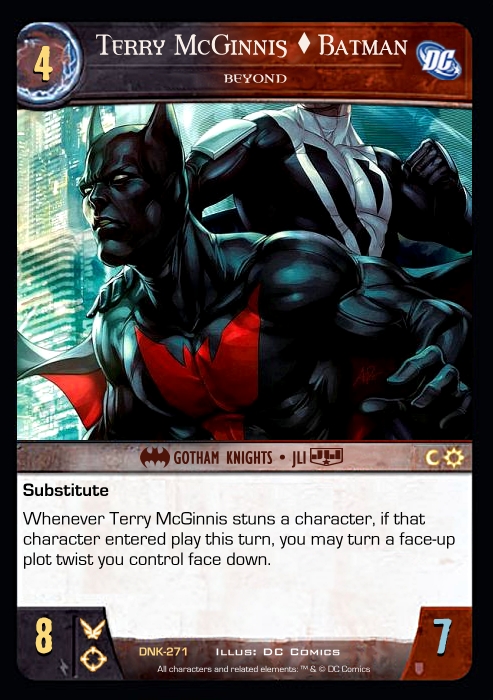 4
TERRY MCGINNIS ♦ BATMAN
DC
BEYOND
GOTHAM KNIGHTS • JLI
Substitute
Whenever Terry McGinnis stuns a character, if that
character entered play this turn, you may turn a face-up
plot twist you control face down.
8
7
DNK-271 ILLUS: DC COMICS
All characters and related elements: ™ & © DC Comics